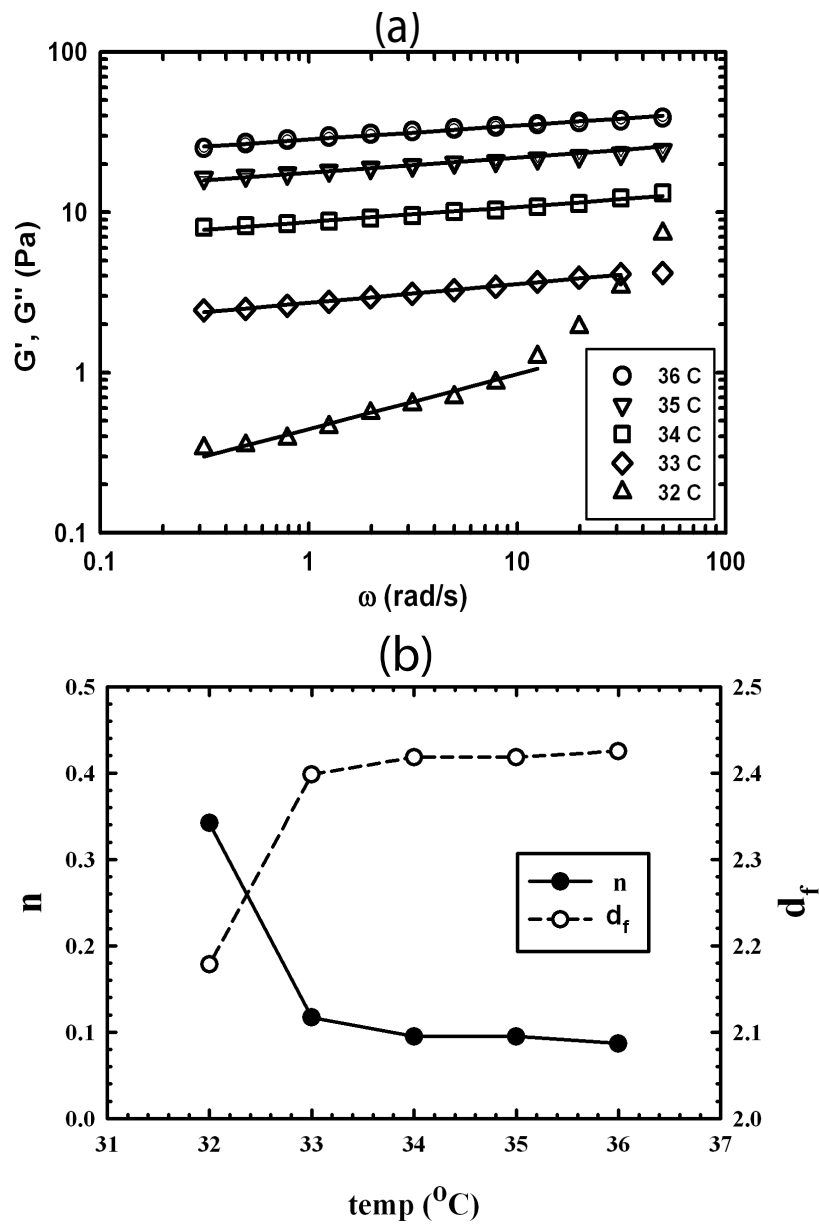 (a)
100
10
1
0.1
G', G" (Pa)
36 C
35 C
34 C
33 C
32 C
0.1
1
10
100
ω (rad/s)
(b)
0.5
0.4
0.3
0.2
0.1
0.0
n
2.5
2.4
2.3
2.2
2.1
2.0
d_f
n
d_f
31
32
33
34
35
36
37
temp (°C)